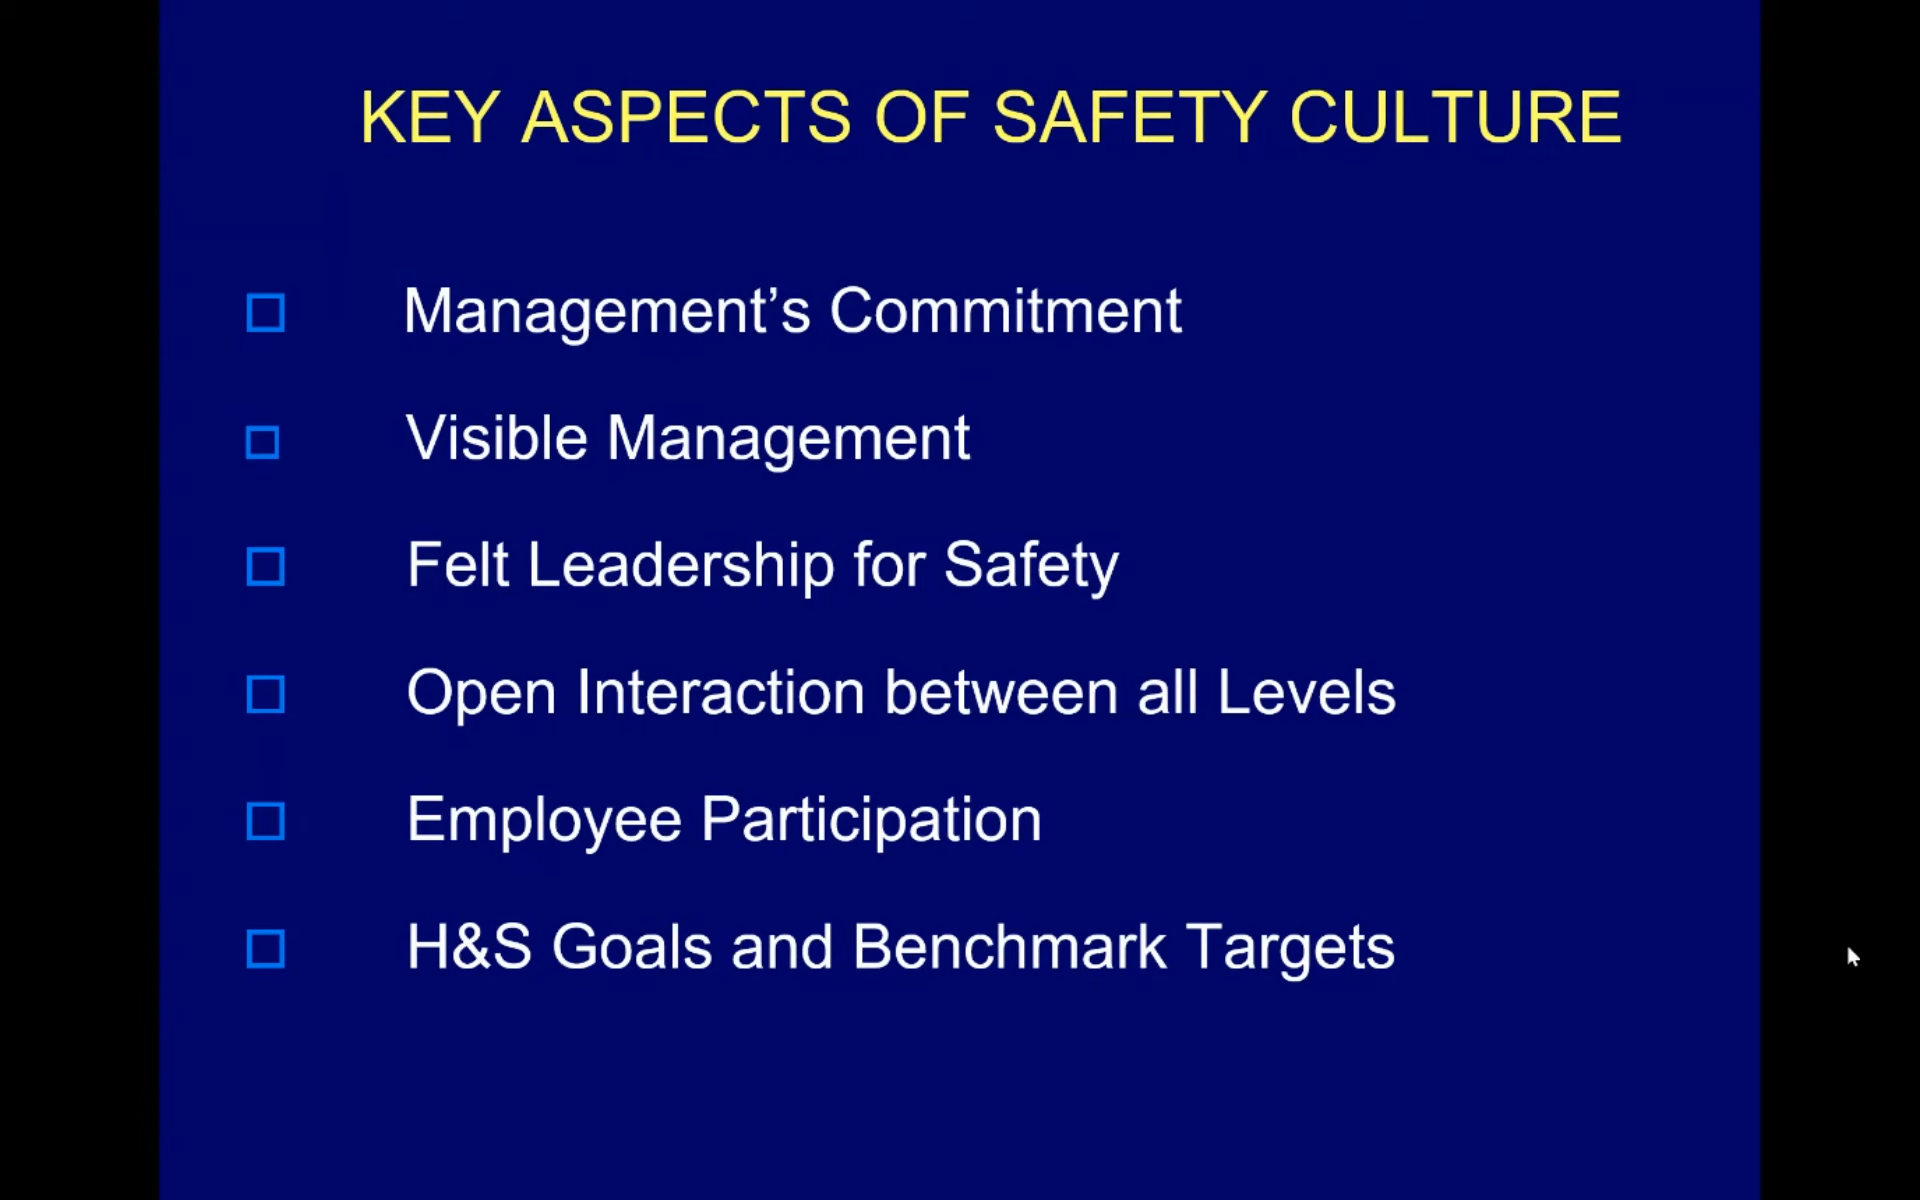 KEY ASPECTS OF SAFETY CULTURE
Management’s Commitment
Visible Management
Felt Leadership for Safety
Open Interaction between all Levels
Employee Participation
H&S Goals and Benchmark Targets